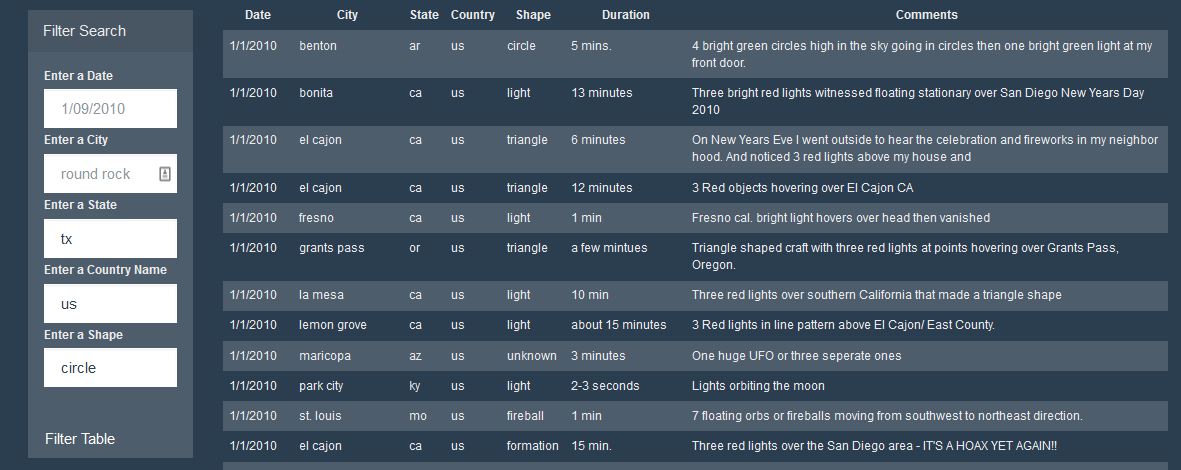 Filter Search
Enter a Date
1/09/2010
Enter a City
round rock
Enter a State
tx
Enter a Country Name
us
Enter a Shape
circle
Filter Table
Date City State Country Shape Duration Comments
1/1/2010 benton ar us circle 5 mins. 4 bright green circles high in the sky going in circles then one bright green light at my
front door.
1/1/2010 bonita ca us light 13 minutes Three bright red lights witnessed floating stationary over San Diego New Years Day
2010
1/1/2010 el cajon ca us triangle 6 minutes On New Years Eve I went outside to hear the celebration and fireworks in my neighbor
hood. And noticed 3 red lights above my house and
1/1/2010 el cajon ca us triangle 12 minutes 3 Red objects hovering over El Cajon CA
1/1/2010 fresno ca us light 1 min Fresno cal. bright light hovers over head then vanished
1/1/2010 grants pass or us triangle a few mintues Triangle shaped craft with three red lights at points hovering over Grants Pass,
Oregon.
1/1/2010 la mesa ca us light 10 min Three red lights over southern California that made a triangle shape
1/1/2010 lemon grove ca us light about 15 minutes 3 Red lights in line pattern above El Cajon/ East County.
1/1/2010 maricopa az us unknown 3 minutes One huge UFO or three seperate ones
1/1/2010 park city ky us light 2-3 seconds Lights orbiting the moon
1/1/2010 st. louis mo us fireball 1 min 7 floating orbs or fireballs moving from southwest to northeast direction.
1/1/2010 el cajon ca us formation 15 min. Three red lights over the San Diego area - IT'S A HOAX YET AGAIN!!